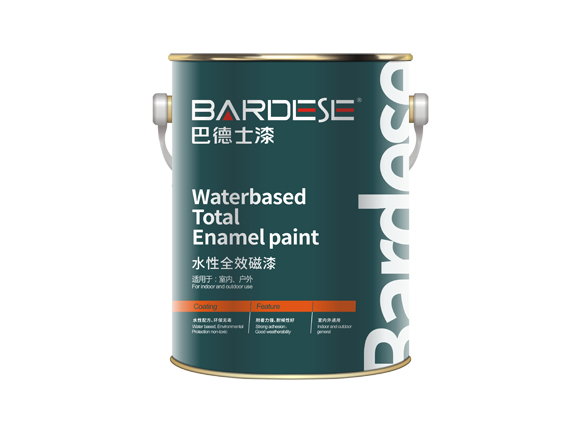 BARDESE®
巴德士漆
Waterbased
Total
Enamel paint
水性全效磁漆
适用于：室内、户外
For indoor and outdoor use
Coating
Feature
水性配方、环保无毒
Water based. Environmental
Protection non-toxic
附着力强、耐候性好
Strong adhesion.
Good weatherability
室内外通用
Indoor and outdoor
general
Bardese